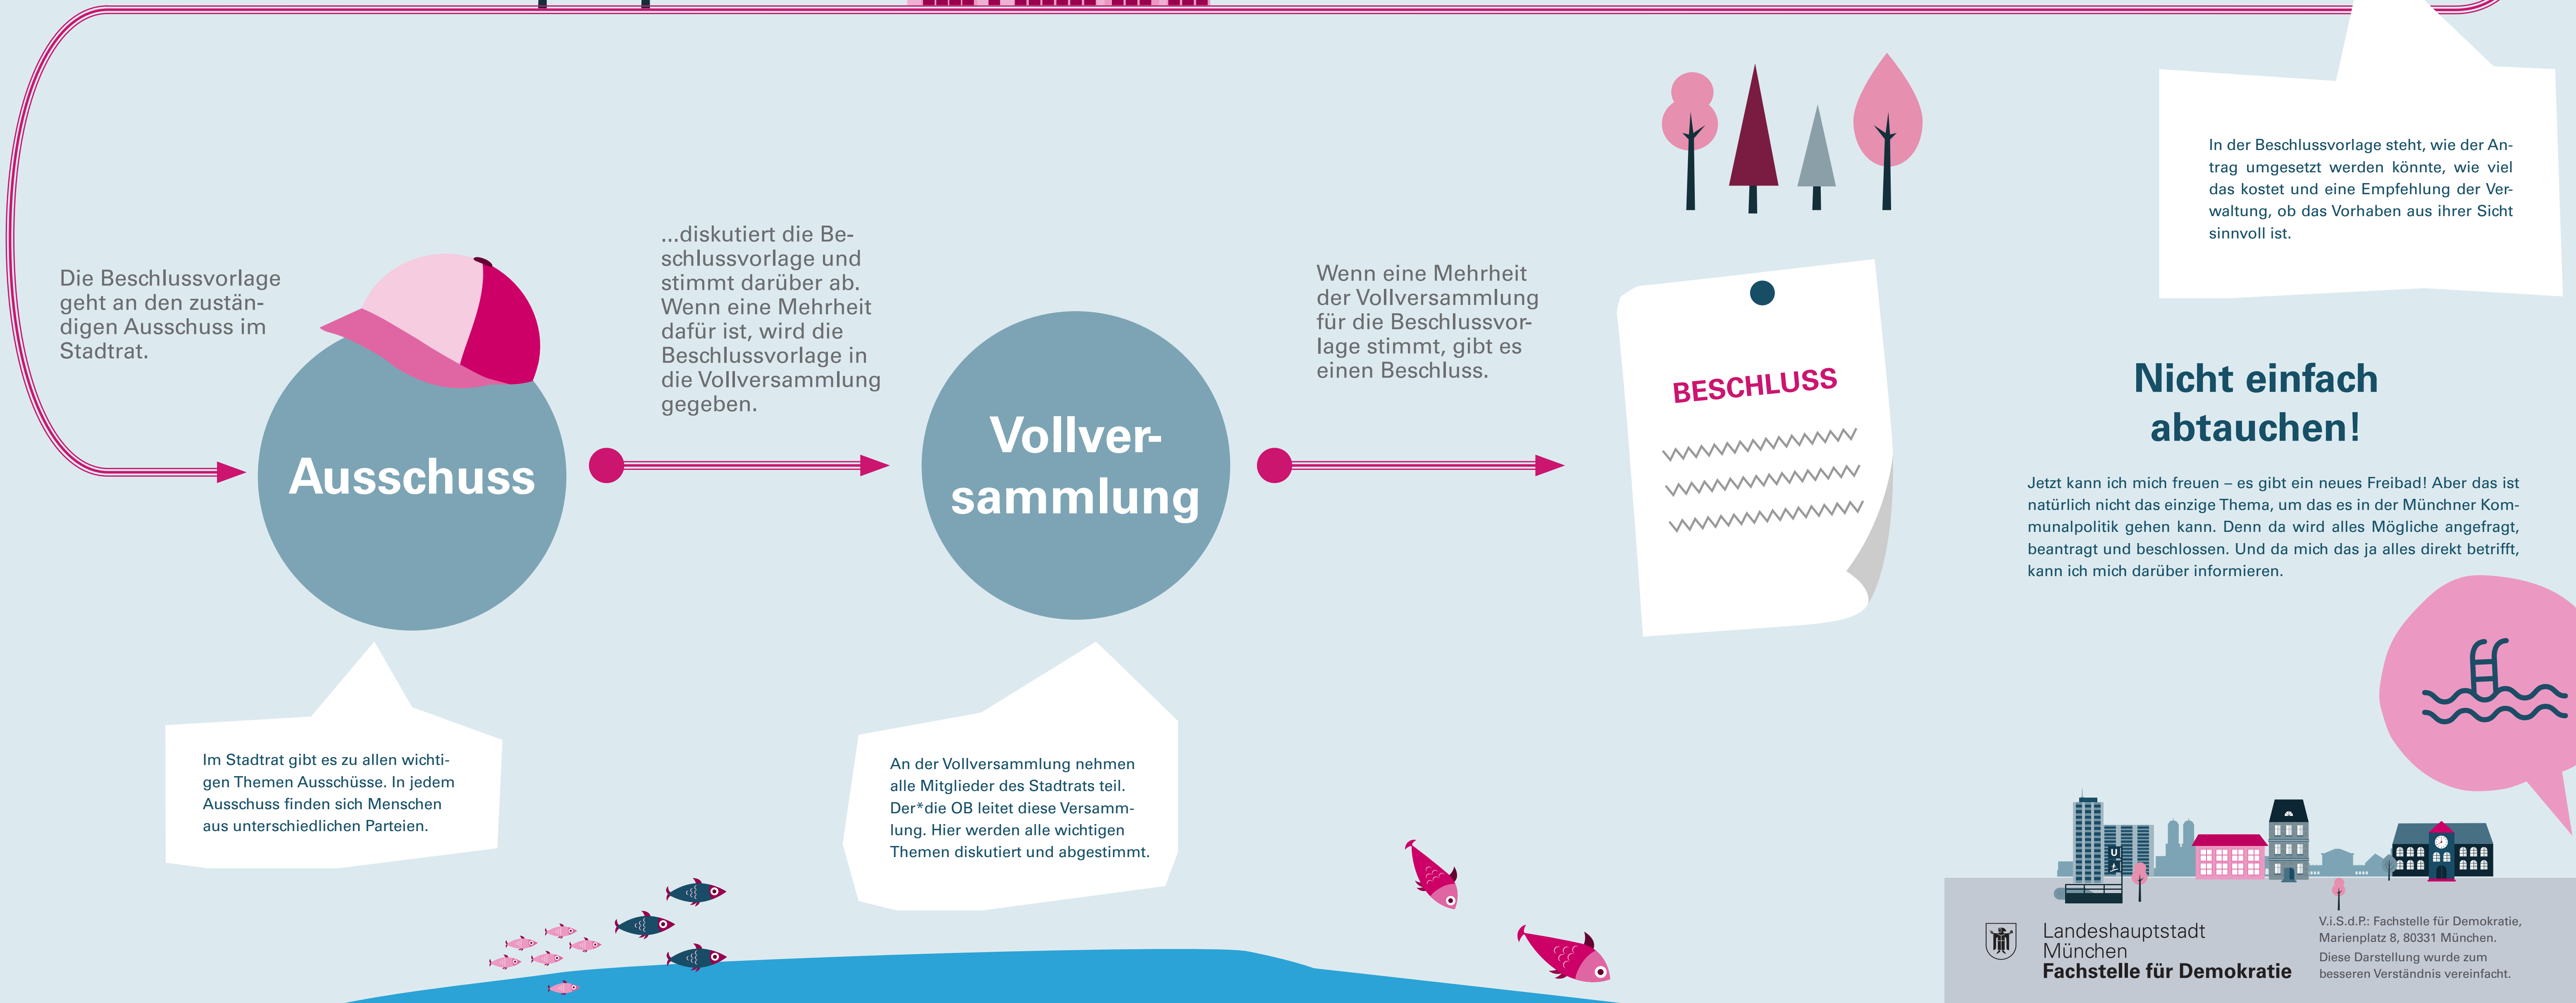 In der Beschlussvorlage steht, wie der An-
trag umgesetzt werden könnte, wie viel
das kostet und eine Empfehlung der Ver-
waltung, ob das Vorhaben aus ihrer Sicht
sinnvoll ist.
Die Beschlussvorlage
geht an den zustän-
digen Ausschuss im
Stadtrat.
Ausschuss
Im Stadtrat gibt es zu allen wichti-
gen Themen Ausschüsse. In jedem
Ausschuss finden sich Menschen
aus unterschiedlichen Parteien.
...diskutiert die Be-
schlussvorlage und
stimmt darüber ab.
Wenn eine Mehrheit
dafür ist, wird die
Beschlussvorlage in
die Vollversammlung
gegeben.
Vollver-
sammlung
An der Vollversammlung nehmen
alle Mitglieder des Stadtrats teil.
Der*die OB leitet diese Versamm-
lung. Hier werden alle wichtigen
Themen diskutiert und abgestimmt.
Wenn eine Mehrheit
der Vollversammlung
für die Beschlussvor-
lage stimmt, gibt es
einen Beschluss.
BESCHLUSS
Nicht einfach
abtauchen!
Jetzt kann ich mich freuen – es gibt ein neues Freibad! Aber das ist
natürlich nicht das einzige Thema, um das es in der Münchner Kom-
munalpolitik gehen kann. Denn da wird alles Mögliche angefragt,
beantragt und beschlossen. Und da mich das ja alles direkt betrifft,
kann ich mich darüber informieren.
U
Landeshauptstadt
München
Fachstelle für Demokratie
V.i.S.d.P.: Fachstelle für Demokratie,
Marienplatz 8, 80331 München.
Diese Darstellung wurde zum
besseren Verständnis vereinfacht.